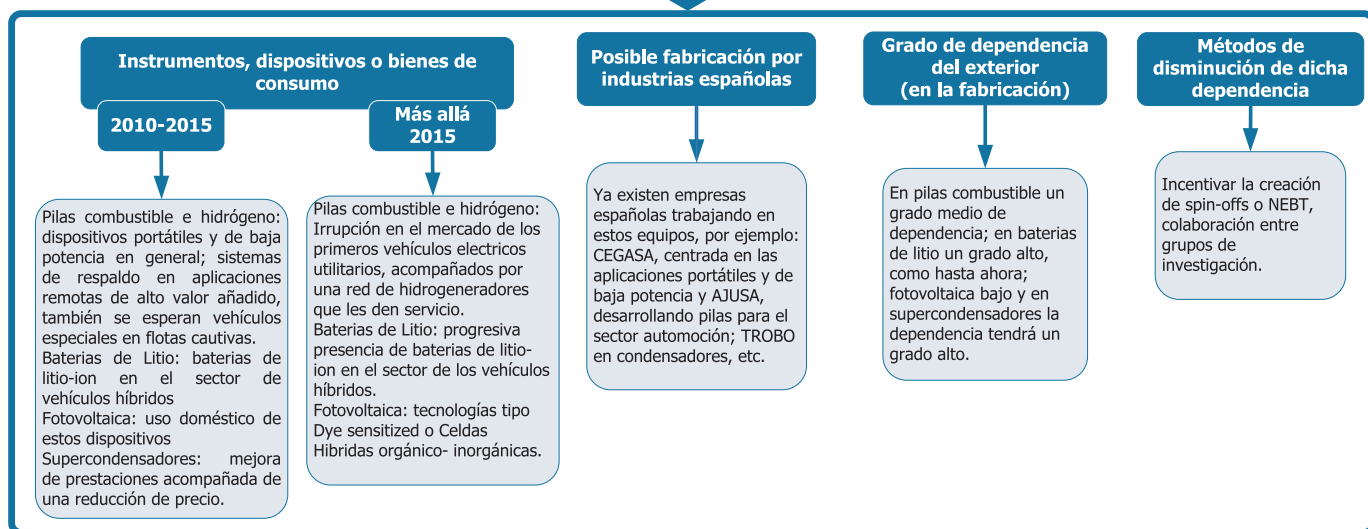 Instrumentos, dispositivos o bienes de
consumo
2010-2015
Pilas combustible e hidrógeno:
dispositivos portátiles y de baja
potencia en general; sistemas
de respaldo en aplicaciones
remotas de alto valor añadido,
también se esperan vehículos
especiales en flotas cautivas.
Baterias de Litio: baterias de
litio-ion en el sector de
vehículos híbridos
Fotovoltaica: uso doméstico de
estos dispositivos
Supercondensadores: mejora
de prestaciones acompañada de
una reducción de precio.
Más allá
2015
Pilas combustible e hidrógeno:
Irrupción en el mercado de los
primeros vehículos electricos
utilitarios, acompañados por
una red de hidrogeneradores
que les den servicio.
Baterias de Litio: progresiva
presencia de baterias de litio-
ion en el sector de los vehículos
híbridos.
Fotovoltaica: tecnologías tipo
Dye sensitized o Celdas
Hibridas orgánico- inorgánicas.
Posible fabricación por
industrias españolas
Ya existen empresas
españolas trabajando en
estos equipos, por ejemplo:
CEGASA, centrada en las
aplicaciones portátiles y de
baja potencia y AJUSA,
desarrollando pilas para el
sector automoción; TROBO
en condensadores, etc.
Grado de dependencia
del exterior
(en la fabricación)
En pilas combustible un
grado medio de
dependencia; en baterias
de litio un grado alto,
como hasta ahora;
fotovoltaica bajo y en
supercondensadores la
dependencia tendrá un
grado alto.
Métodos de
disminución de dicha
dependencia
Incentivar la creación
de spin-offs o NEBT,
colaboración entre
grupos de
investigación.